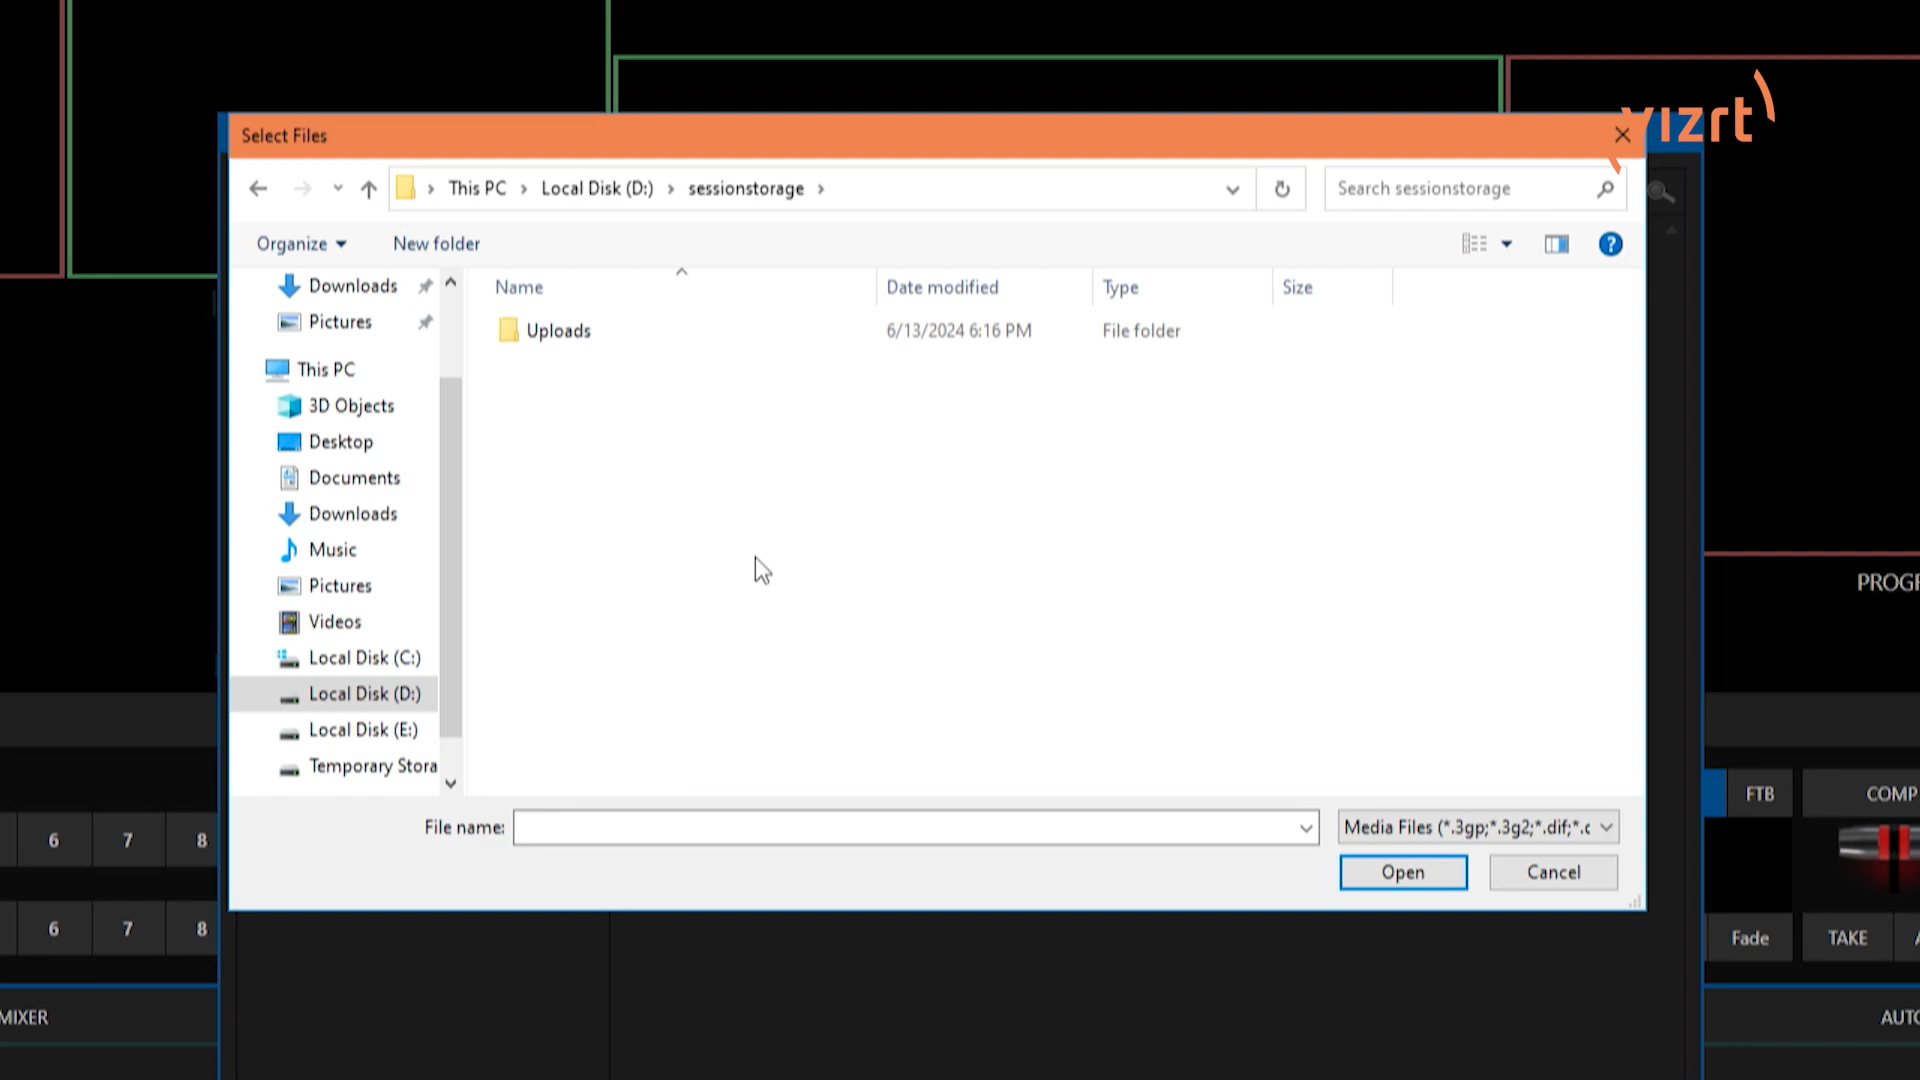 vizrt
Select Files
This PC > Local Disk (D:) > sessionstorage >
Search sessionstorage
Organize
New folder
Name
Date modified
Type
Size
Uploads
6/13/2024 6:16 PM
File folder
Downloads
Pictures
This PC
3D Objects
Desktop
Documents
Downloads
Music
Pictures
Videos
Local Disk (C:)
Local Disk (D:)
Local Disk (E:)
Temporary Stora
File name:
Media Files (*.3gp;*.3g2;*.dif;*.c
Open
Cancel
PROGR
FTB
COMP
6 7 8
6 7 8
Fade
TAKE
A
MIXER
AUTO